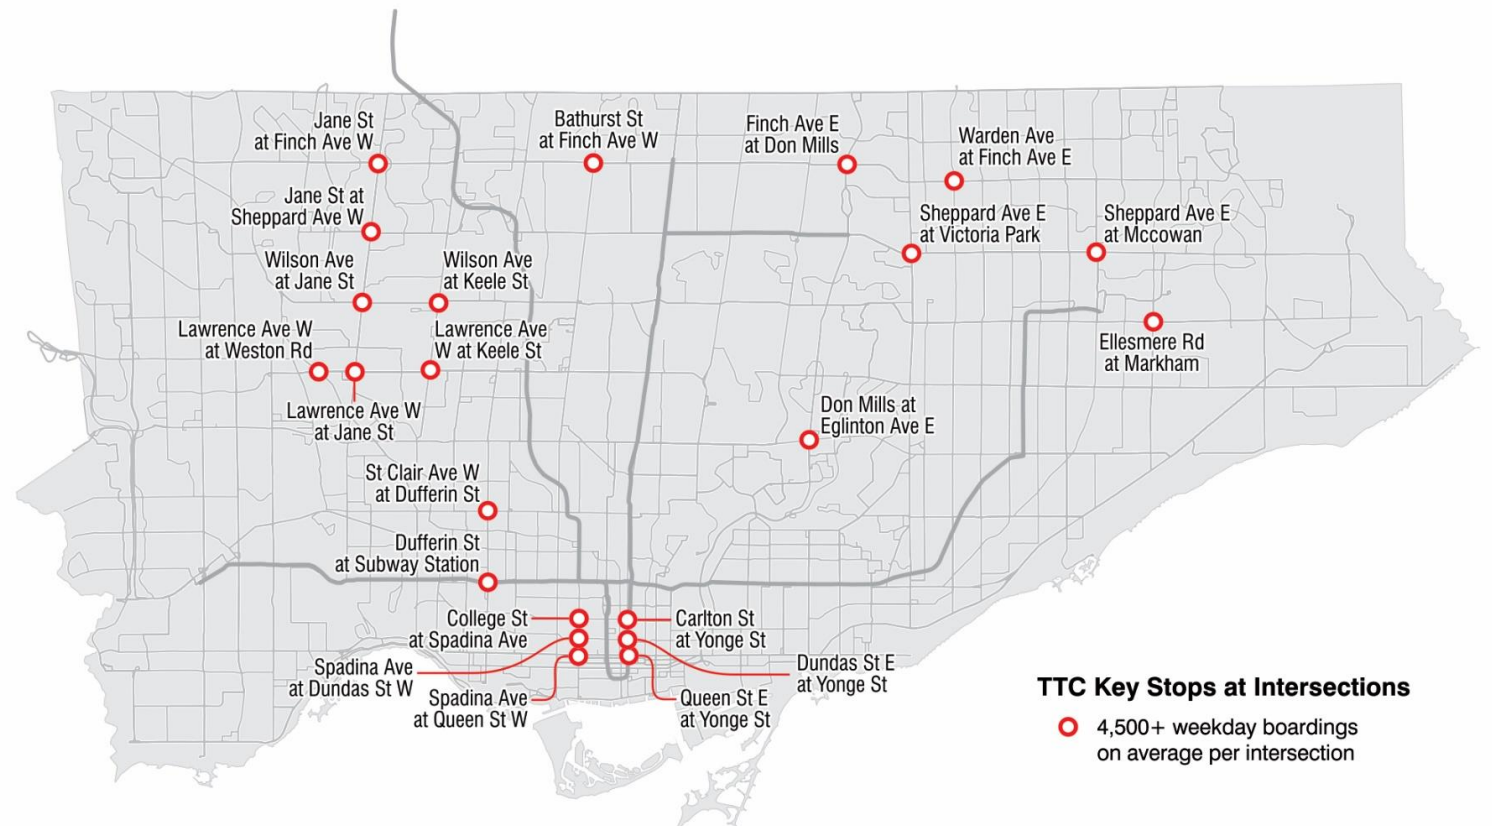 Jane St
at Finch Ave W
Bathurst St
at Finch Ave W
Finch Ave E
at Don Mills
Warden Ave
at Finch Ave E
Jane St at
Sheppard Ave W
Sheppard Ave E
at Victoria Park
Sheppard Ave E
at Mccowan
Wilson Ave
at Jane St
Wilson Ave
at Keele St
Lawrence Ave W
at Weston Rd
Lawrence Ave
W at Keele St
Ellesmere Rd
at Markham
Lawrence Ave W
at Jane St
Don Mills at
Eglinton Ave E
St Clair Ave W
at Dufferin St
Dufferin St
at Subway Station
College St
at Spadina Ave
Carlton St
at Yonge St
Spadina Ave
at Dundas St W
Dundas St E
at Yonge St
Spadina Ave
at Queen St W
Queen St E
at Yonge St
TTC Key Stops at Intersections
4,500+ weekday boardings
on average per intersection